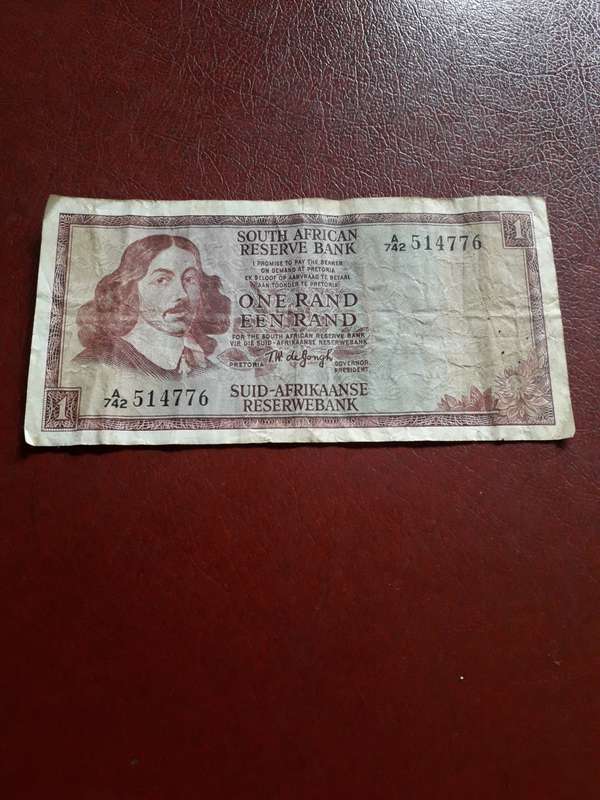 SOUTH AFRICAN
RESERVE BANK
A/742 514776
1
I PROMISE TO PAY THE BEARER
ON DEMAND AT PRETORIA
EK BELOOF OP AANVRAAG TE BETAAL
AAN TOONDER TE PRETORIA
ONE RAND
EEN RAND
FOR THE SOUTH AFRICAN RESERVE BANK
VIR DIE SUID-AFRIKAANSE RESERWEBANK
T.W. de Jongh
PRETORIA
GOVERNOR
PRESIDENT
1
A/742 514776
SUID-AFRIKAANSE
RESERWEBANK